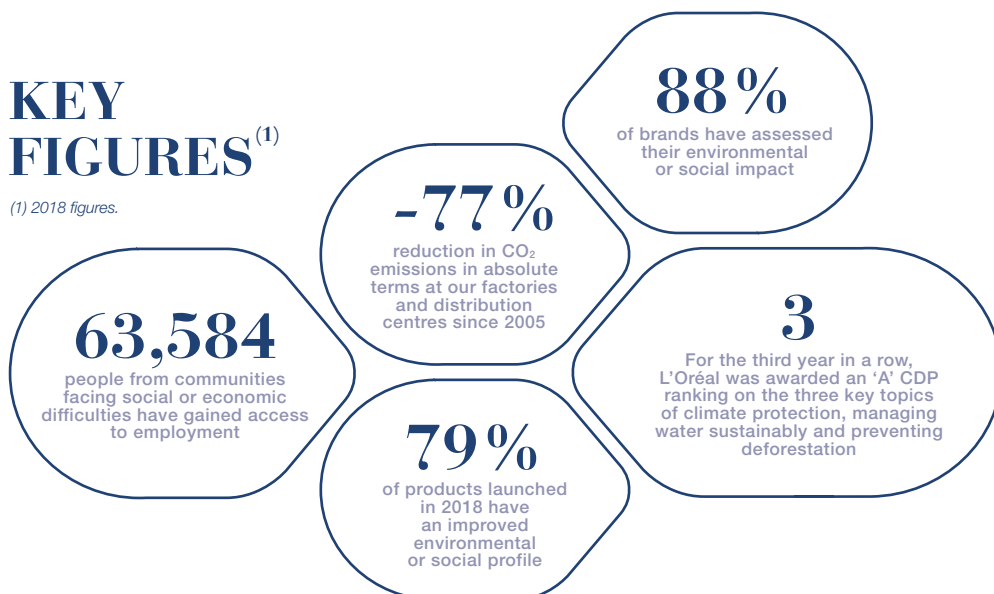 KEY
FIGURES(1)
(1) 2018 figures.
88%
of brands have assessed
their environmental
or social impact
-77%
reduction in CO₂
emissions in absolute
terms at our factories
and distribution
centres since 2005
63,584
people from communities
facing social or economic
difficulties have gained access
to employment
3
For the third year in a row,
L’Oréal was awarded an ‘A’ CDP
ranking on the three key topics
of climate protection, managing
water sustainably and preventing
deforestation
79%
of products launched
in 2018 have
an improved
environmental
or social profile